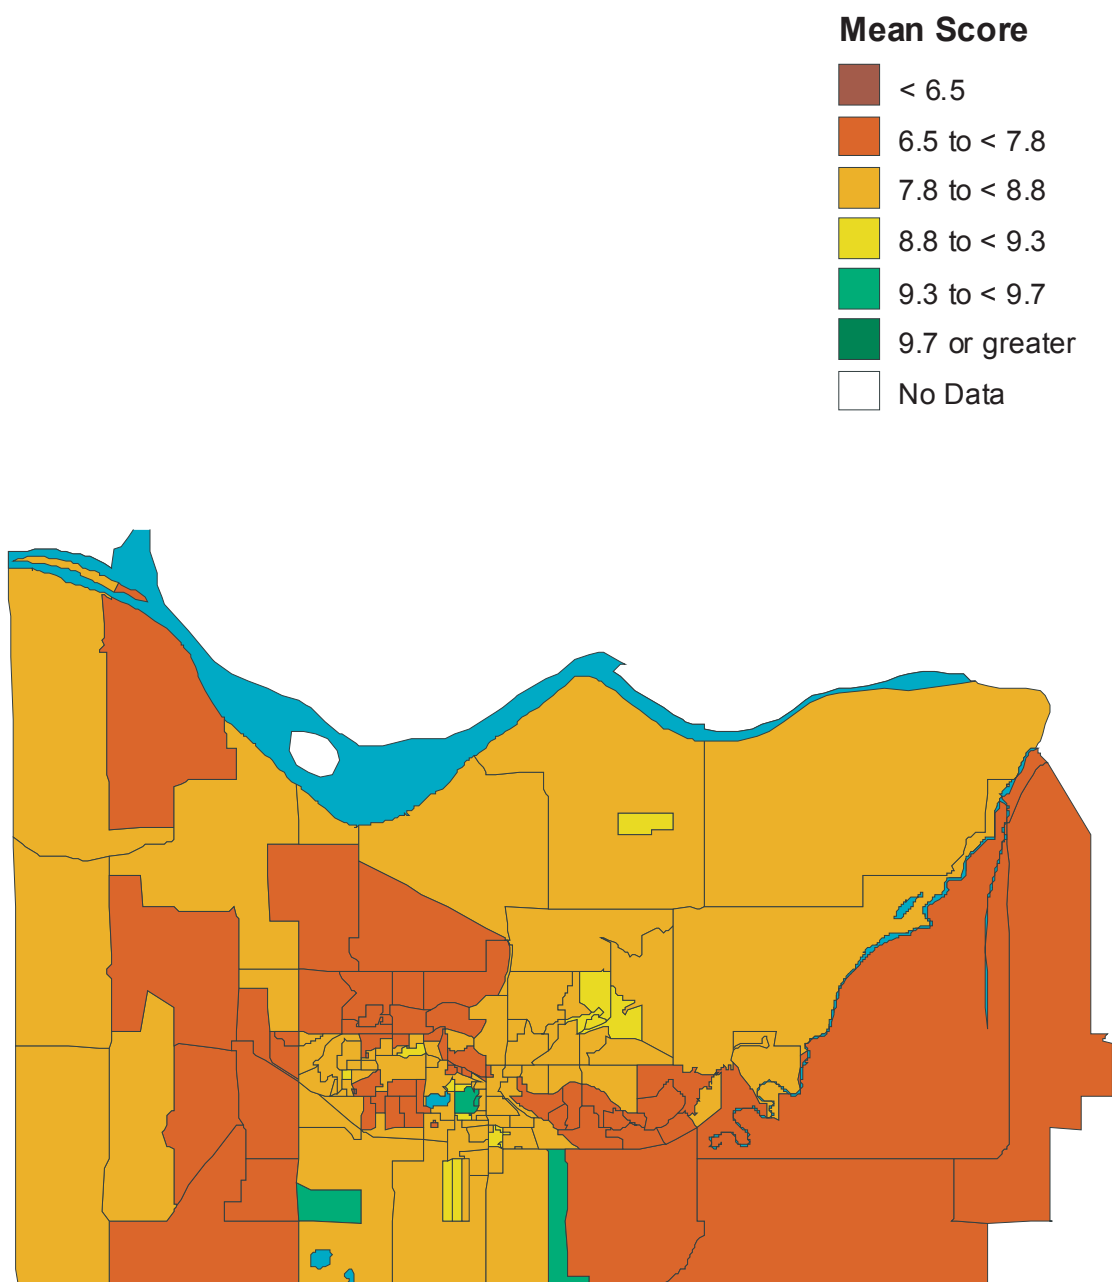 Mean Score
< 6.5
6.5 to < 7.8
7.8 to < 8.8
8.8 to < 9.3
9.3 to < 9.7
9.7 or greater
No Data